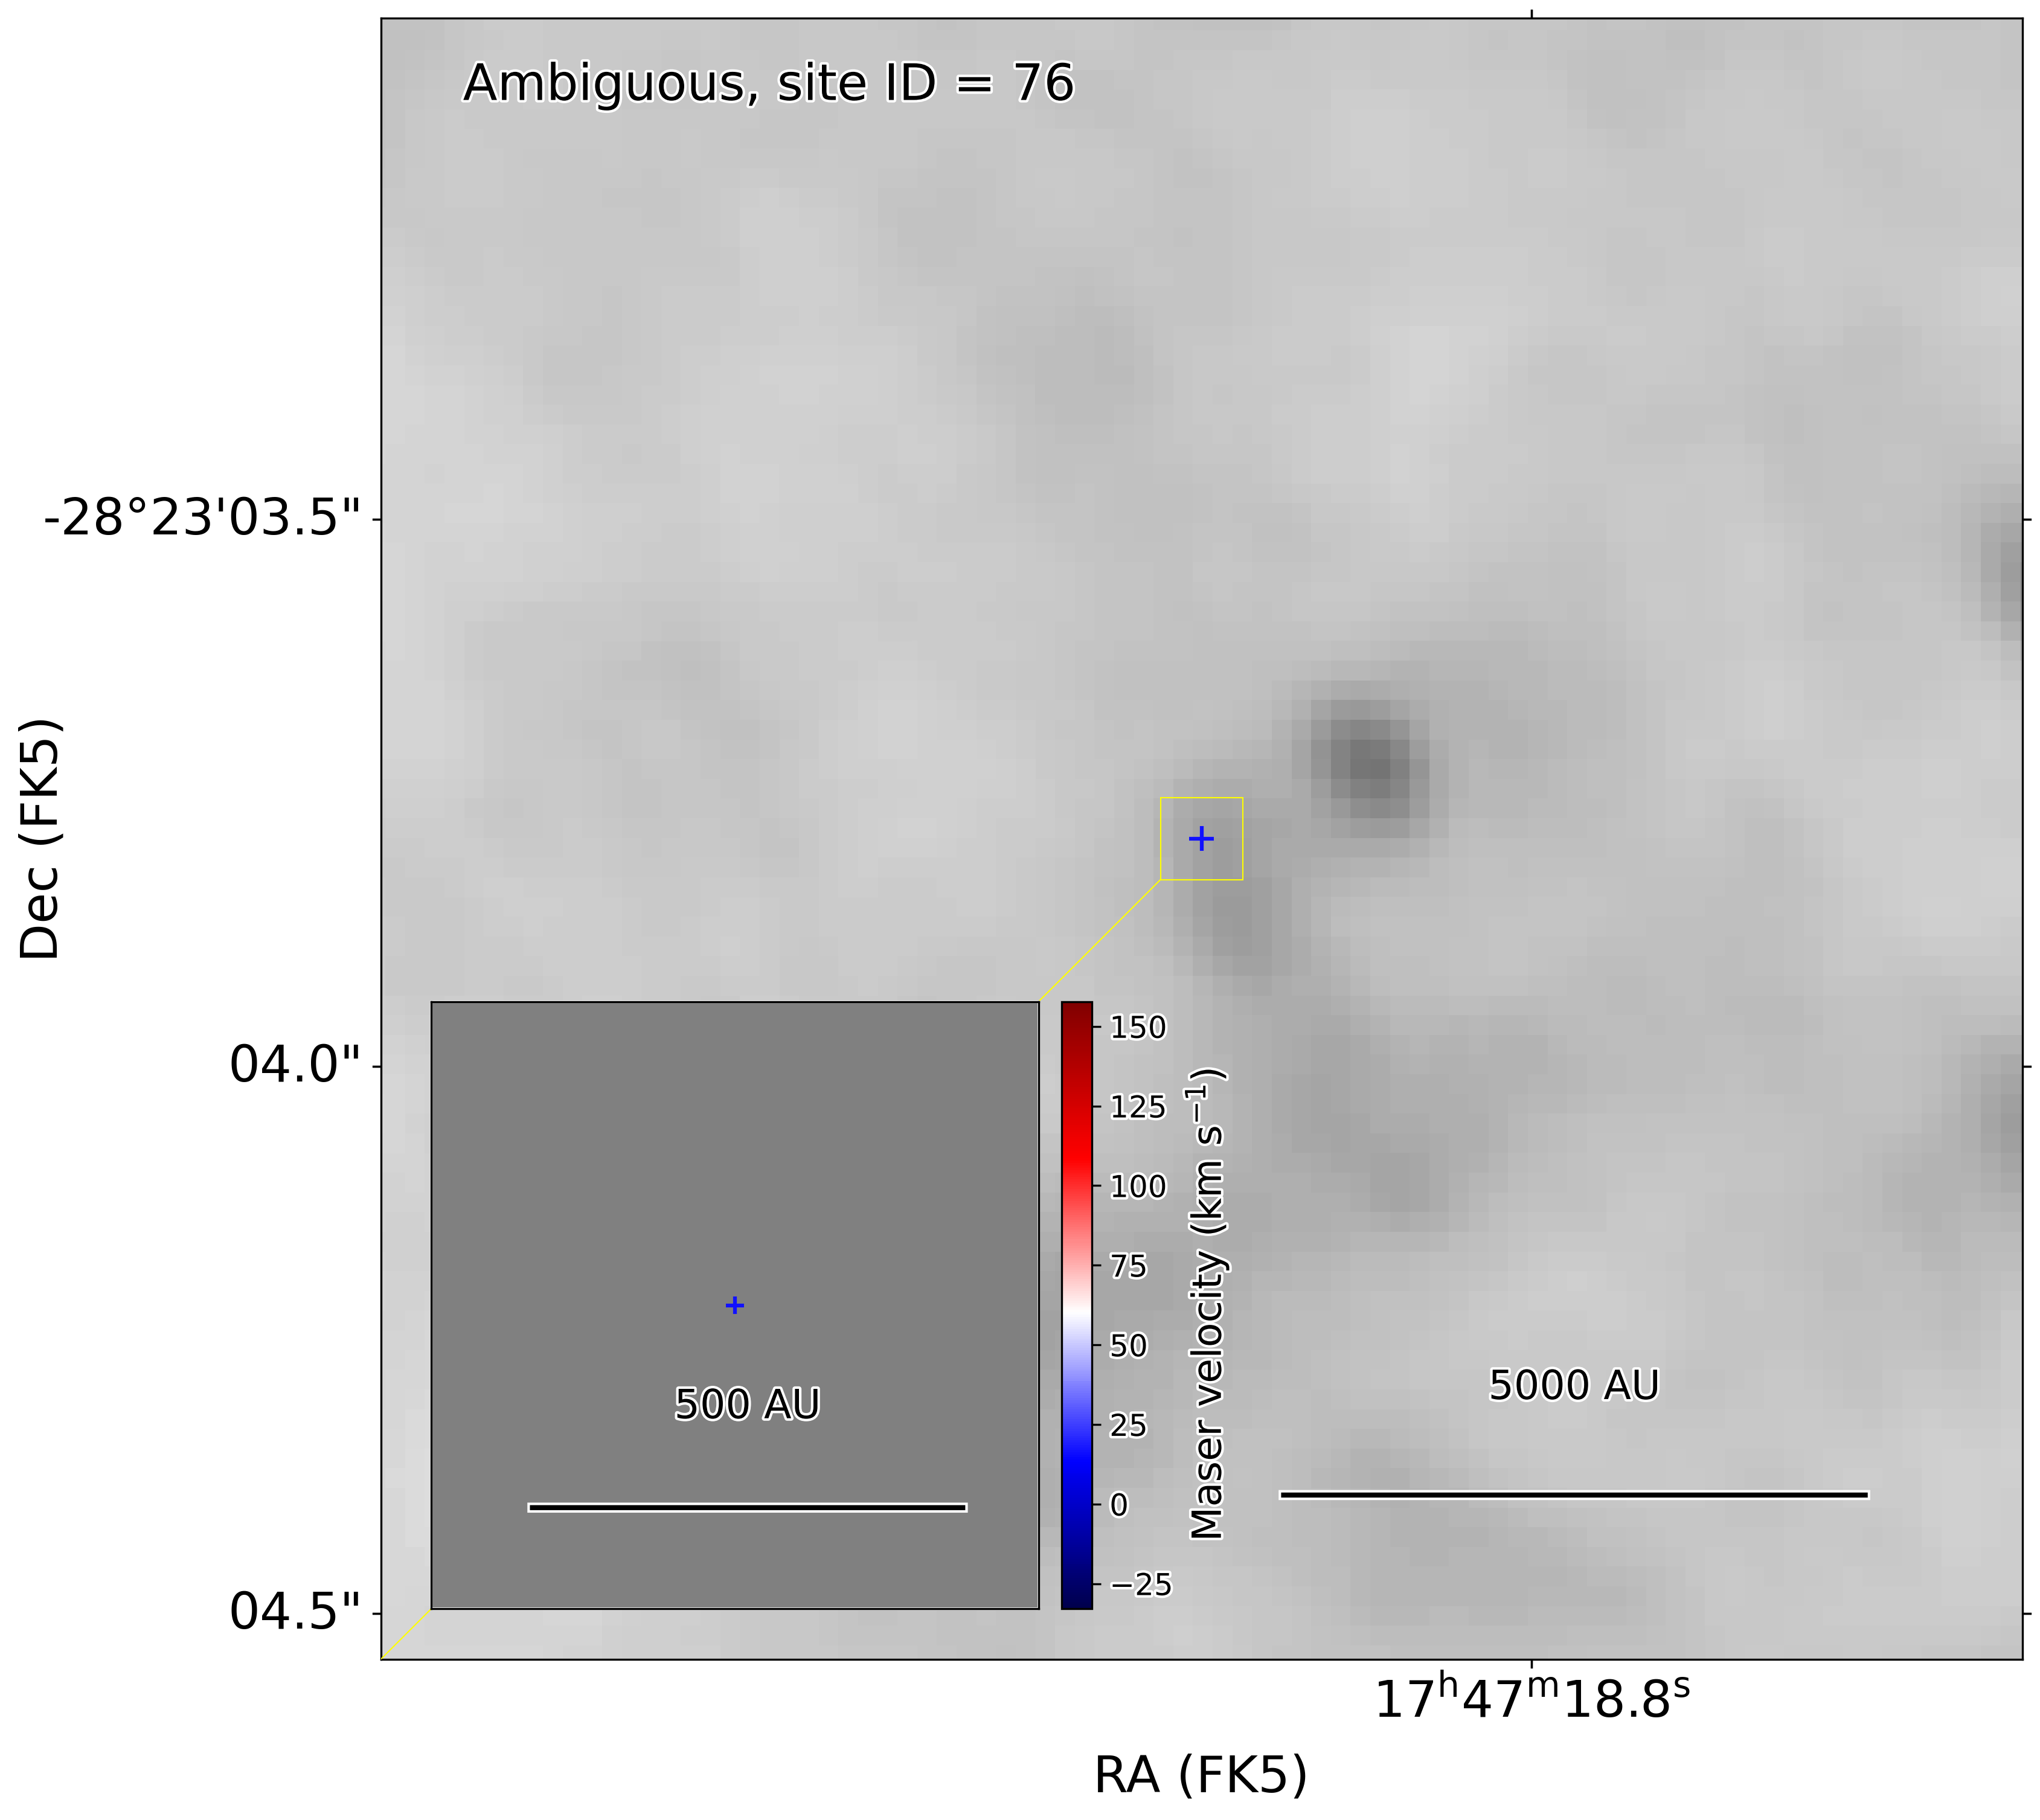 Ambiguous, site ID = 76
-28°23'03.5"
04.0"
04.5"
Dec (FK5)
500 AU
150
125
100
75
50
25
0
−25
Maser velocity (km s⁻¹)
5000 AU
17ʰ47ᵐ18.8ˢ
RA (FK5)